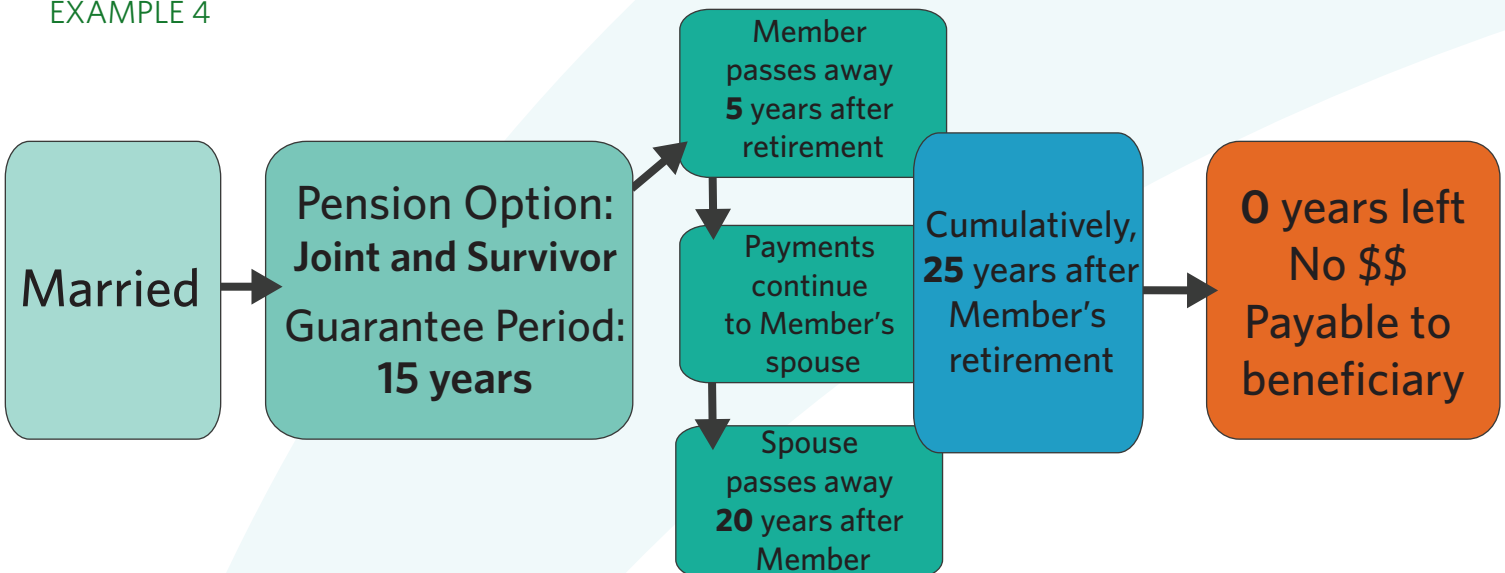 EXAMPLE 4
Married
Pension Option:
Joint and Survivor
Guarantee Period:
15 years
Member
passes away
5 years after
retirement
Payments
continue
to Member's
spouse
Spouse
passes away
20 years after
Member
Cumulatively,
25 years after
Member's
retirement
0 years left
No $$
Payable to
beneficiary